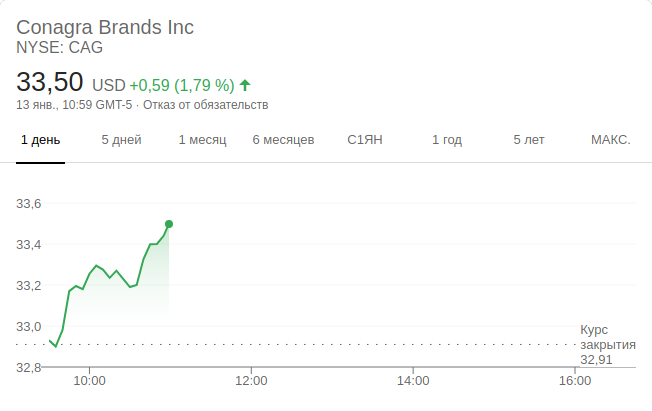 Conagra Brands Inc
NYSE: CAG
33,50 USD +0,59 (1,79 %)
13 янв., 10:59 GMT-5 · Отказ от обязательств
1 день 5 дней 1 месяц 6 месяцев С1ЯН 1 год 5 лет МАКС.
33,6
33,4
33,2
33,0
32,8
Курс
закрытия
32,91
10:00 12:00 14:00 16:00